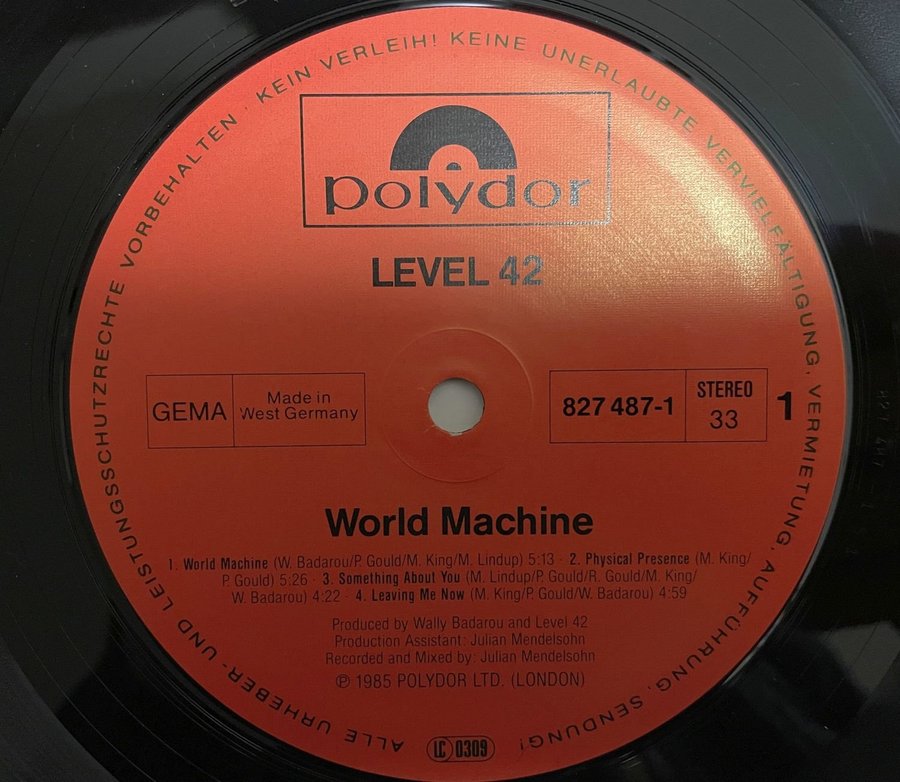 ALLE URHEBER- UND LEISTUNGSSCHUTZRECHTE VORBEHALTEN · KEIN VERLEIH! KEINE UNERLAUBTE VERVIELFÄLTIGUNG, VERMIETUNG, AUFFÜHRUNG, SENDUNG!
polydor
LEVEL 42
GEMA
Made in
West Germany
827 487-1
STEREO
33
1
World Machine
1. World Machine (W. Badarou/P. Gould/M. King/M. Lindup) 5:13 · 2. Physical Presence (M. King/
P. Gould) 5:26 · 3. Something About You (M. Lindup/P. Gould/R. Gould/M. King/
W. Badarou) 4:22 · 4. Leaving Me Now (M. King/P. Gould/W. Badarou) 4:59
Produced by Wally Badarou and Level 42
Production Assistant: Julian Mendelsohn
Recorded and Mixed by: Julian Mendelsohn
℗ 1985 POLYDOR LTD. (LONDON)
LC 0309